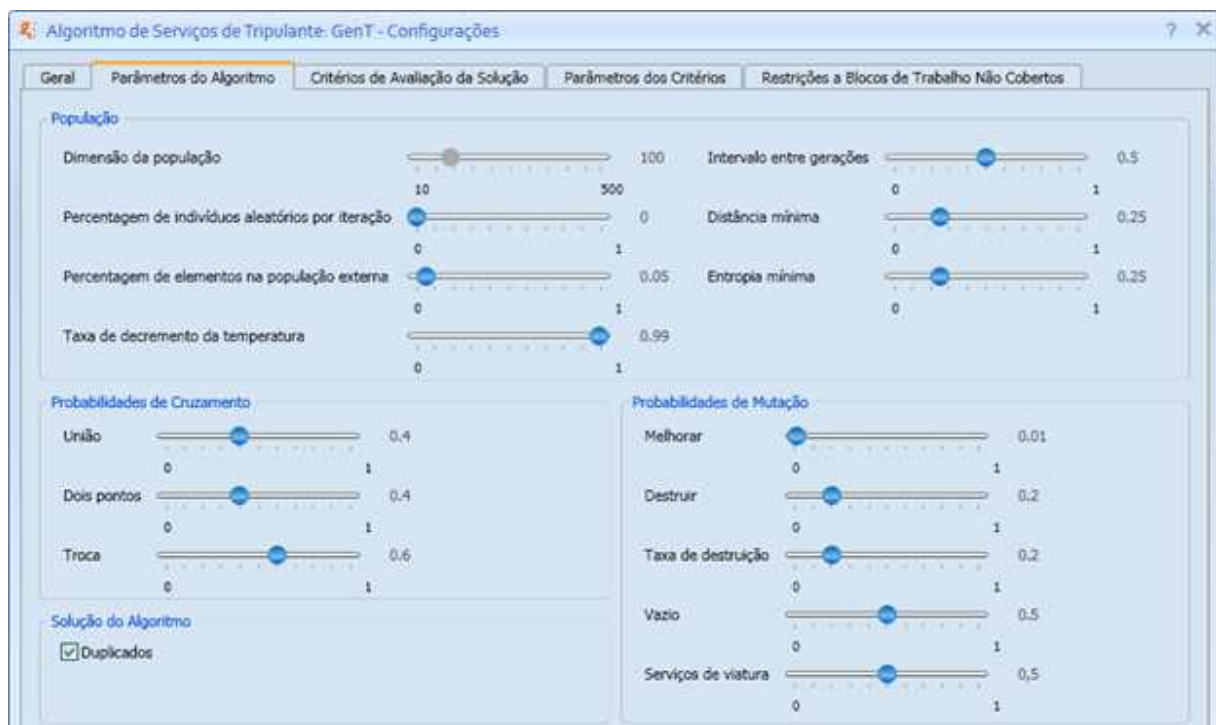 Algoritmo de Serviços de Tripulante: GenT - Configurações ?
Geral Parâmetros do Algoritmo Critérios de Avaliação da Solução Parâmetros dos Critérios Restrições a Blocos de Trabalho Não Cobertos
População
Dimensão da população 100 Intervalo entre gerações 0.5
10 500 0 1
Percentagem de indivíduos aleatórios por iteração 0 Distância mínima 0.25
0 1 0 1
Percentagem de elementos na população externa 0.05 Entropia mínima 0.25
0 1 0 1
Taxa de decremento da temperatura 0.99
0 1
Probabilidades de Cruzamento
União 0.4
0 1
Dois pontos 0.4
0 1
Troca 0.6
0 1
Solução do Algoritmo
Duplicados
Probabilidades de Mutação
Melhorar 0.01
0 1
Destruir 0.2
0 1
Taxa de destruição 0.2
0 1
Vazio 0.5
0 1
Serviços de viatura 0,5
0 1